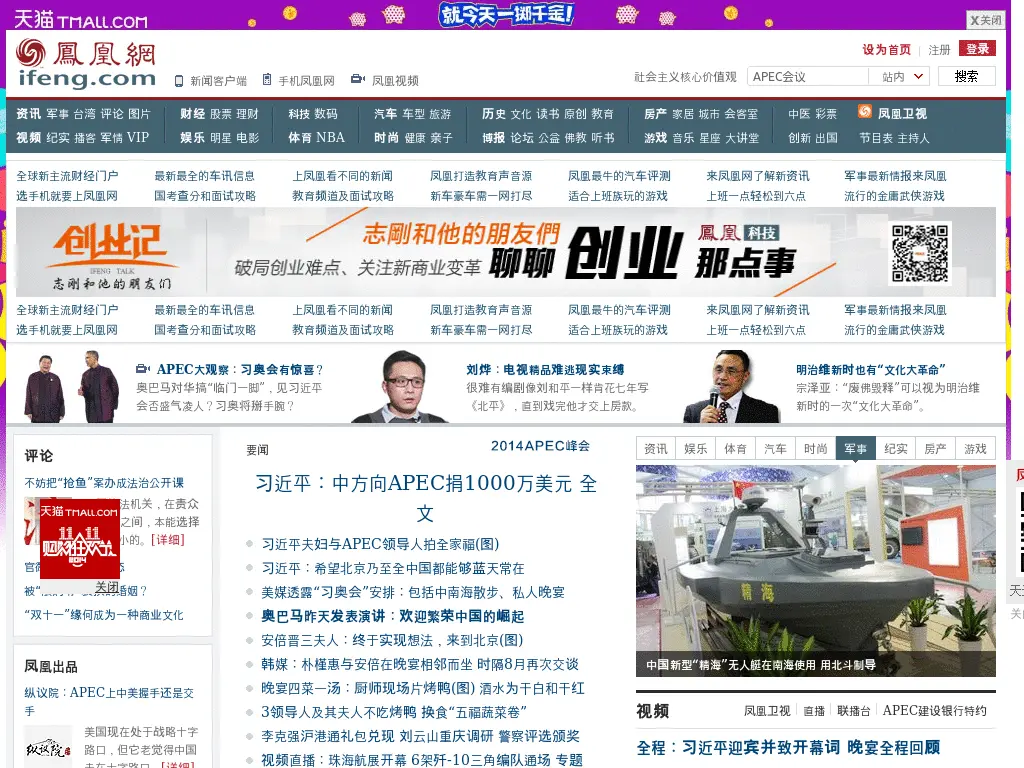 天猫 TMALL.COM
就今天一掷千金!
X关闭
鳳凰網
ifeng.com
新闻客户端 手机凤凰网 凤凰视频
设为首页 注册 登录
社会主义核心价值观 APEC会议 站内 搜索
资讯 军事 台湾 评论 图片 财经 股票 理财 科技 数码 汽车 车型 旅游 历史 文化 读书 原创 教育 房产 家居 城市 会客室 中医 彩票 凤凰卫视
视频 纪实 播客 军情 VIP 娱乐 明星 电影 体育 NBA 时尚 健康 亲子 博报 论坛 公益 佛教 听书 游戏 音乐 星座 大讲堂 创新 出国 节目表 主持人
全球新主流财经门户 最新最全的车讯信息 上凤凰看不同的新闻 凤凰打造教育声音源 凤凰最牛的汽车评测 来凤凰网了解新资讯 军事最新情报来凤凰
选手机就要上凤凰网 国考查分和面试攻略 教育频道及面试攻略 新车豪车需一网打尽 适合上班族玩的游戏 上班一点轻松到六点 流行的金庸武侠游戏
创业记
IFENG TALK
志刚和他的朋友们
志剛和他的朋友們
破局创业难点、关注新商业变革 聊聊 创业 那点事
鳳凰 科技
全球新主流财经门户 最新最全的车讯信息 上凤凰看不同的新闻 凤凰打造教育声音源 凤凰最牛的汽车评测 来凤凰网了解新资讯 军事最新情报来凤凰
选手机就要上凤凰网 国考查分和面试攻略 教育频道及面试攻略 新车豪车需一网打尽 适合上班族玩的游戏 上班一点轻松到六点 流行的金庸武侠游戏
APEC大观察：习奥会有惊喜？
奥巴马对华搞“临门一脚”，见习近平
会否盛气凌人？习奥将掰手腕？
刘烨：电视精品难逃现实束缚
很难有编剧像刘和平一样肯花七年写
《北平》，直到戏完他才交上房款。
明治维新时也有“文化大革命”
宗泽亚：“废佛毁释”可以视为明治维
新时的一次“文化大革命”。
评论
不妨把“抢鱼”案办成法治公开课
法机关，在责众
之间，本能选择
小的。[详细]
天猫 TMALL.COM
11.11
购物狂欢节
2014
关闭
“双十一”缘何成为一种商业文化
凤凰出品
纵议院：APEC上中美握手还是交
手
纵议院
美国现在处于战略十字
路口，但它老觉得中国
要闻
2014APEC峰会
习近平：中方向APEC捐1000万美元 全
文
习近平夫妇与APEC领导人拍全家福(图)
习近平：希望北京乃至全中国都能够蓝天常在
美媒透露“习奥会”安排：包括中南海散步、私人晚宴
奥巴马昨天发表演讲：欢迎繁荣中国的崛起
安倍晋三夫人：终于实现想法，来到北京(图)
韩媒：朴槿惠与安倍在晚宴相邻而坐 时隔8月再次交谈
晚宴四菜一汤：厨师现场片烤鸭(图) 酒水为干白和干红
3领导人及其夫人不吃烤鸭 换食“五福蔬菜卷”
李克强沪港通礼包兑现 刘云山重庆调研 警察评选颁奖
视频直播：珠海航展开幕 6架歼-10三角编队通场 专题
资讯 娱乐 体育 汽车 时尚 军事 纪实 房产 游戏
精海
中国新型“精海”无人艇在南海使用 用北斗制导
视频
凤凰卫视 直播 联播台 APEC建设银行特约
全程：习近平迎宾并致开幕词 晚宴全程回顾